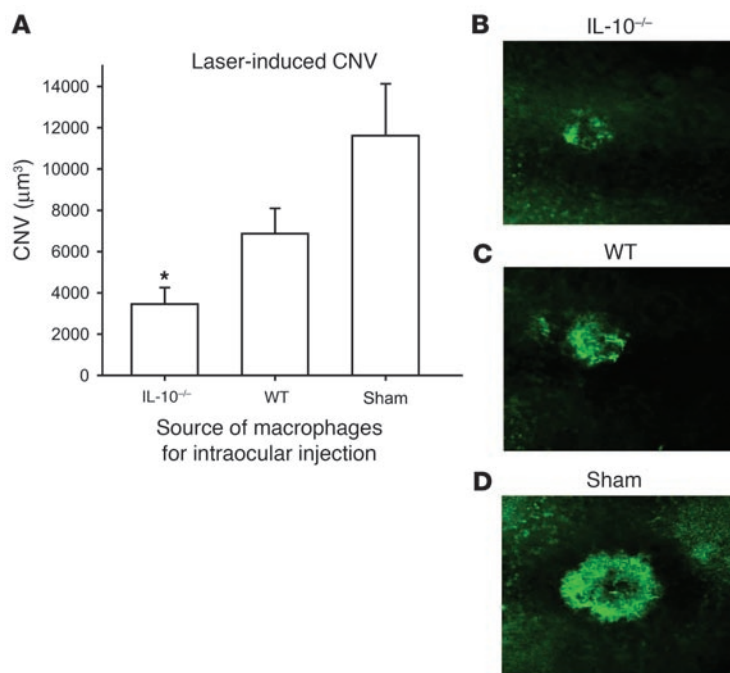 A
Laser-induced CNV
14000
12000
10000
8000
6000
4000
2000
0
CNV (μm³)
*
IL-10⁻/⁻
WT
Sham
Source of macrophages
for intraocular injection
B
IL-10⁻/⁻
C
WT
D
Sham